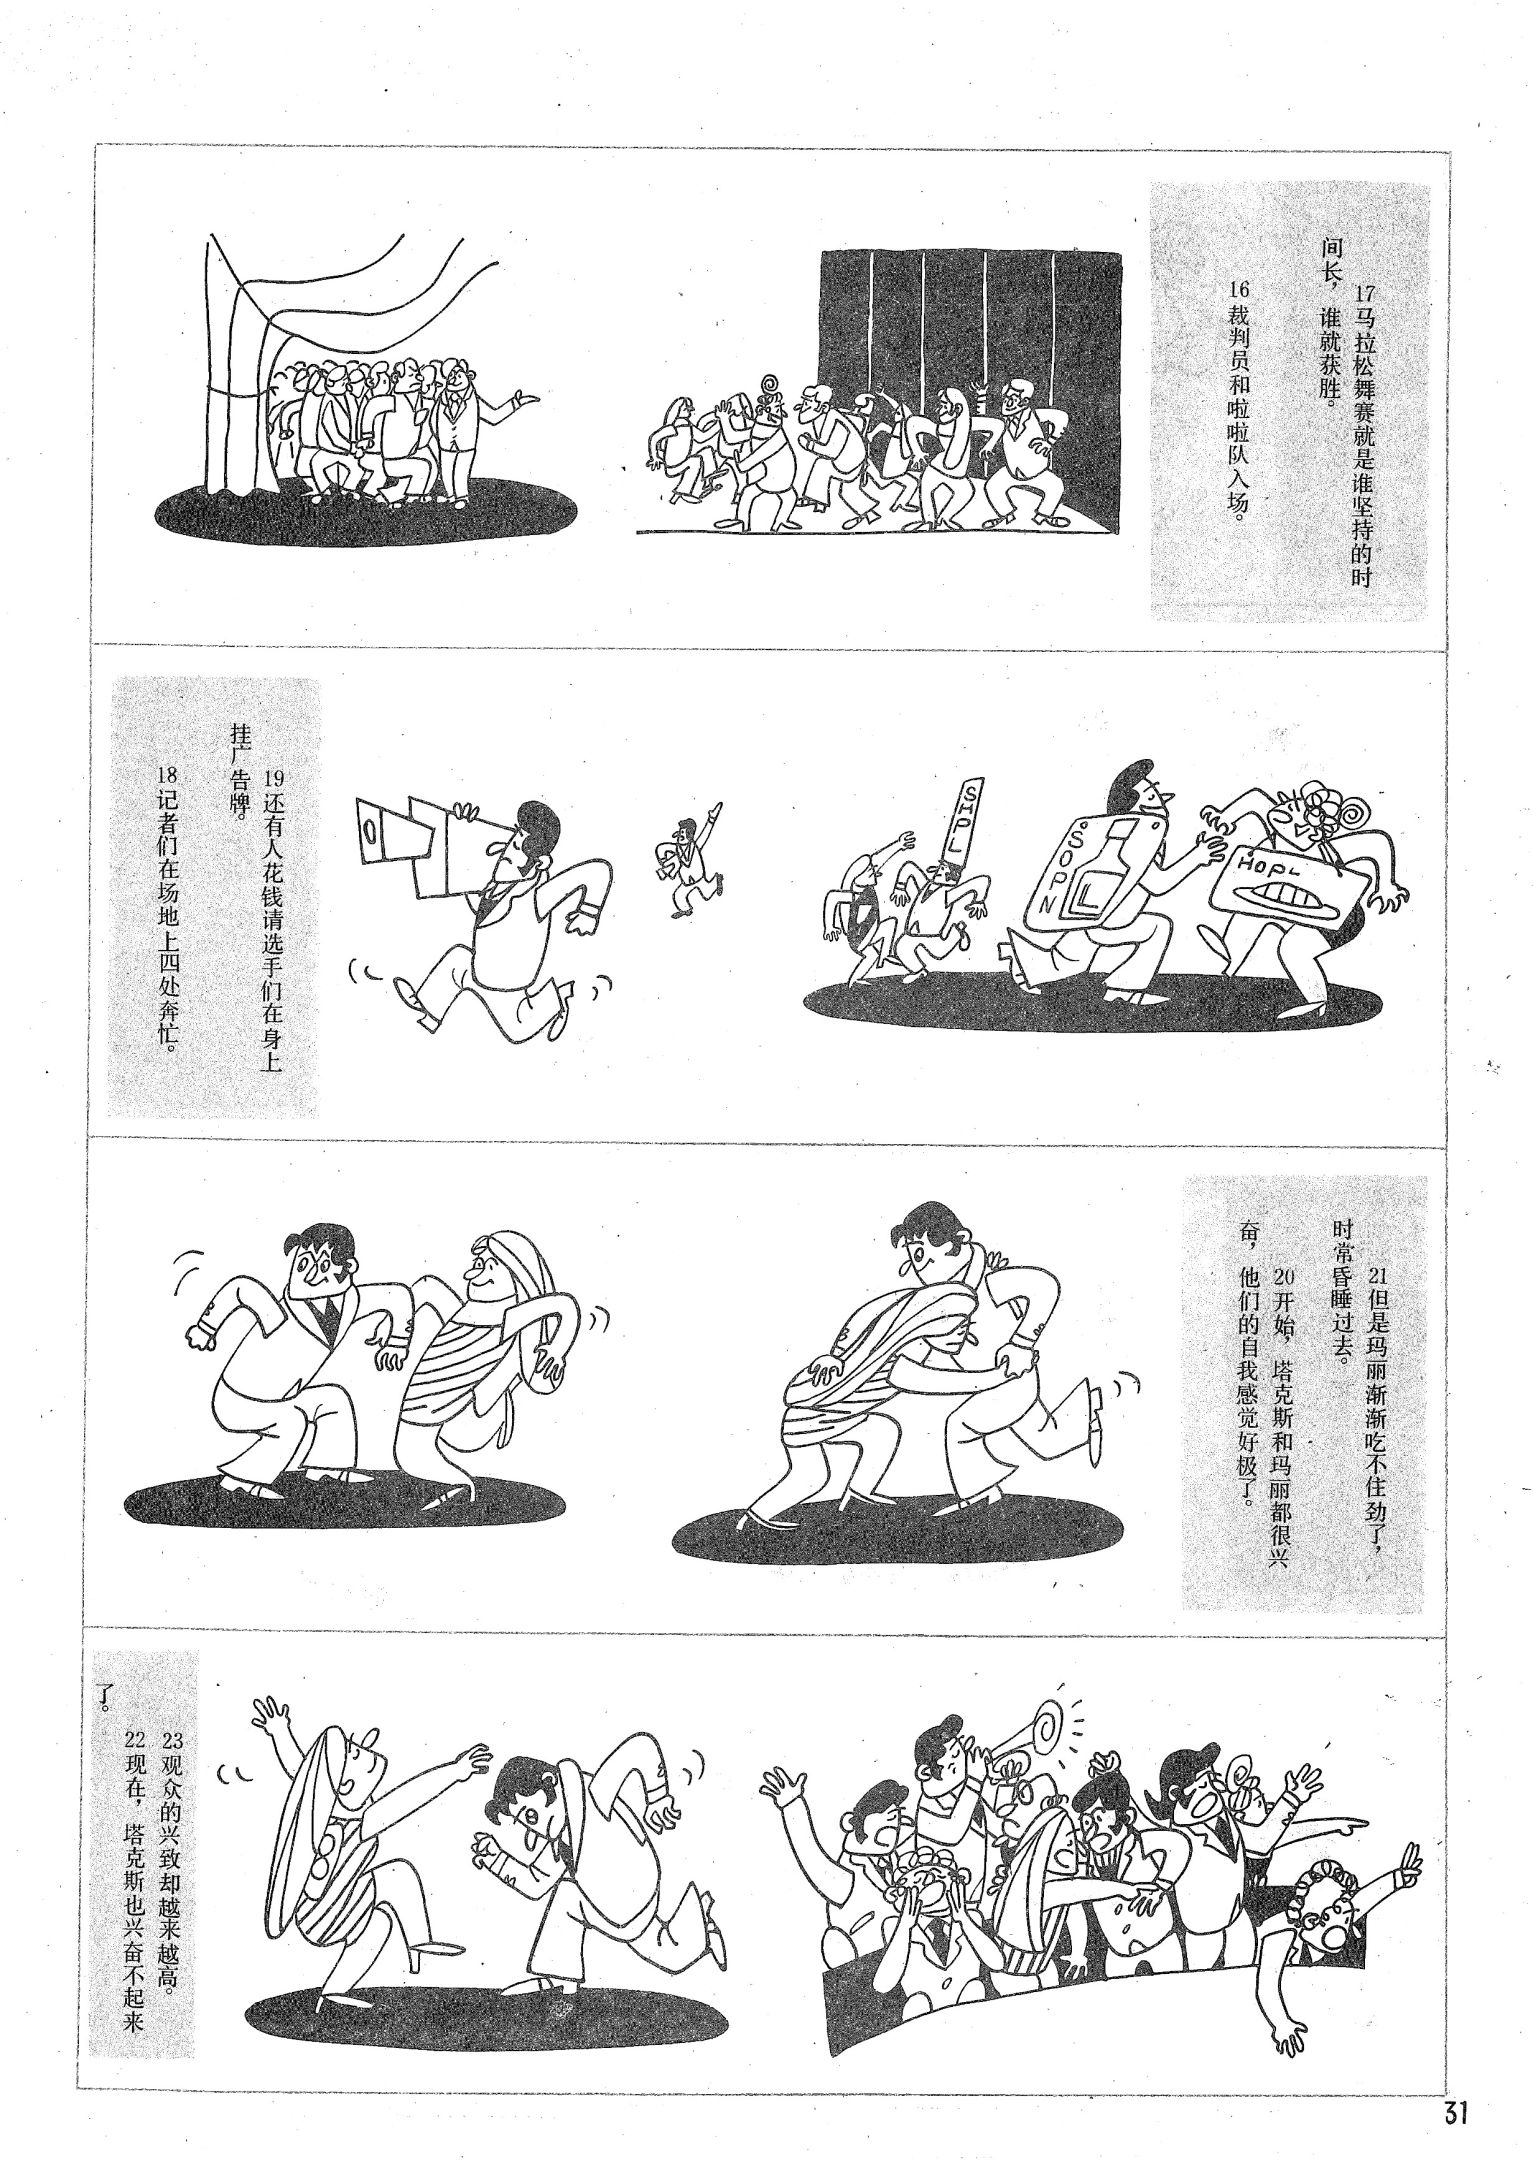 16裁判员和啦啦队入场。
17马拉松舞赛就是谁坚持的时
间长，谁就获胜。
18记者们在场地上四处奔忙。
19还有人花钱请选手们在身上
挂广告牌。
SHPL
SOPN
HOPL
20开始，塔克斯和玛丽都很兴
奋，他们的自我感觉好极了。
21但是玛丽渐渐吃不住劲了，
时常昏睡过去。
22现在，塔克斯也兴奋不起来
了。
23观众的兴致却越来越高。
31